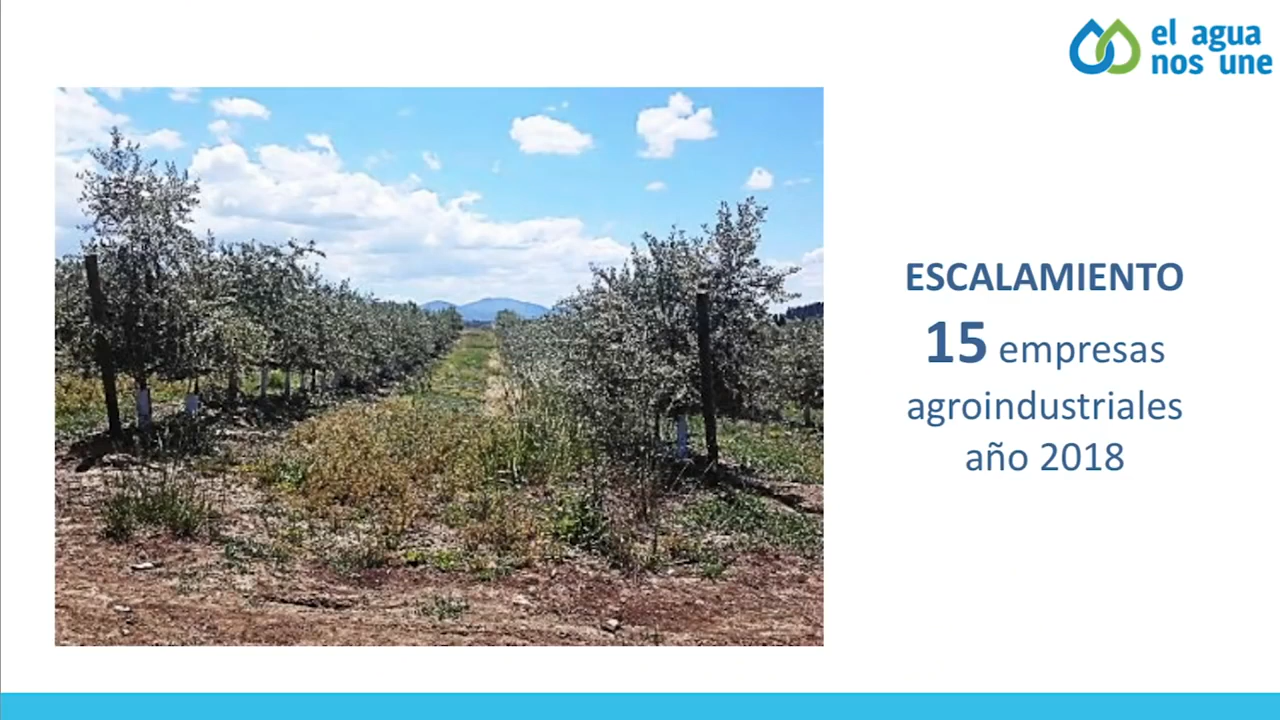 el agua
nos une
ESCALAMIENTO
15 empresas
agroindustriales
año 2018